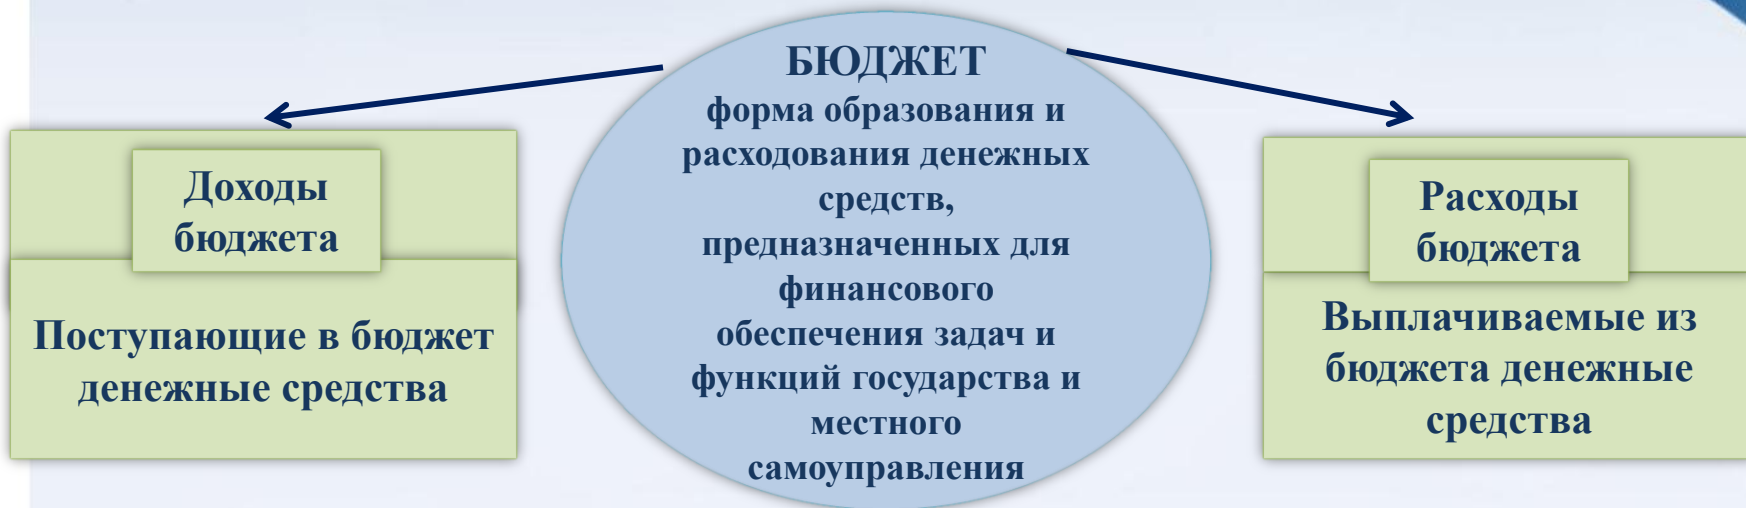 БЮДЖЕТ
форма образования и
расходования денежных
средств,
предназначенных для
финансового
обеспечения задач и
функций государства и
местного
самоуправления
Доходы
бюджета
Поступающие в бюджет
денежные средства
Расходы
бюджета
Выплачиваемые из
бюджета денежные
средства